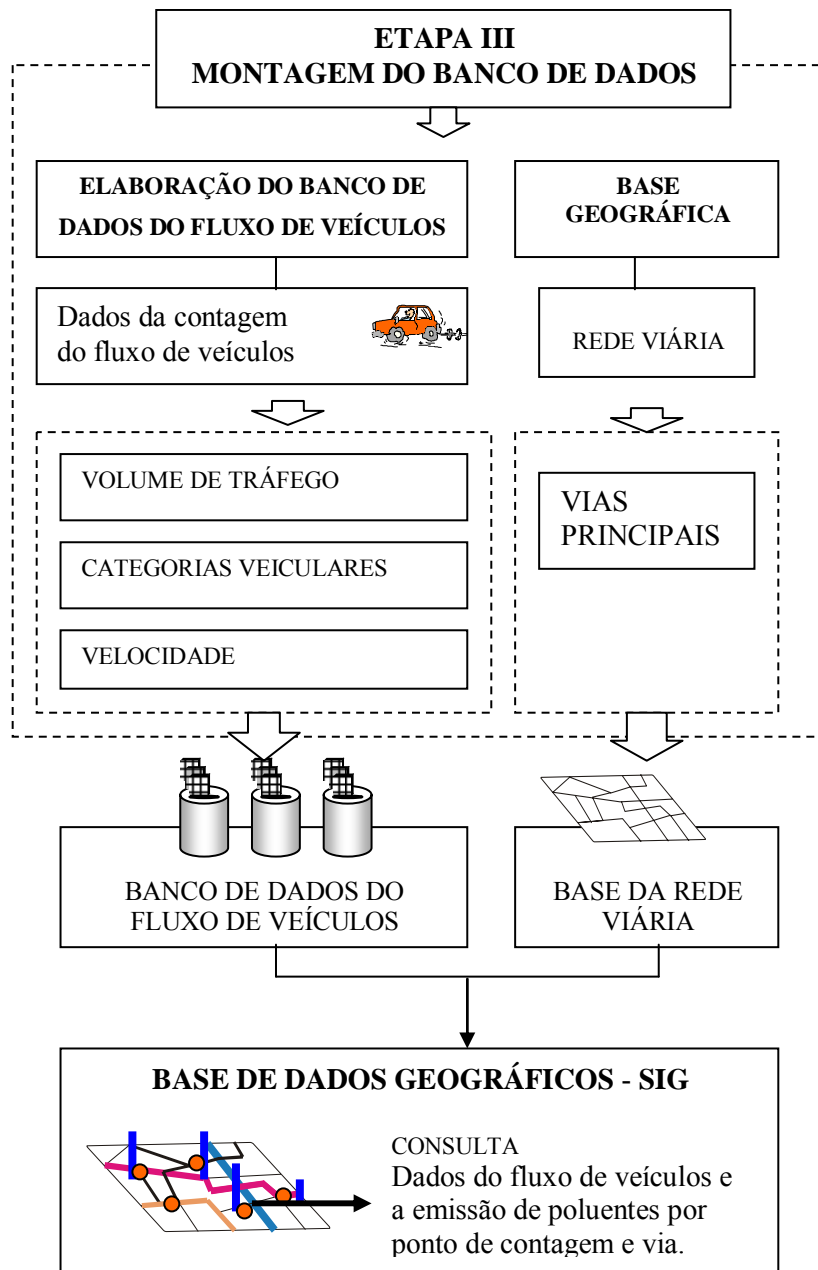 ETAPA III
MONTAGEM DO BANCO DE DADOS
ELABORAÇÃO DO BANCO DE
DADOS DO FLUXO DE VEÍCULOS
BASE
GEOGRÁFICA
Dados da contagem
do fluxo de veículos
REDE VIÁRIA
VOLUME DE TRÁFEGO
CATEGORIAS VEICULARES
VELOCIDADE
VIAS
PRINCIPAIS
BANCO DE DADOS DO
FLUXO DE VEÍCULOS
BASE DA REDE
VIÁRIA
BASE DE DADOS GEOGRÁFICOS - SIG
CONSULTA
Dados do fluxo de veículos e
a emissão de poluentes por
ponto de contagem e via.